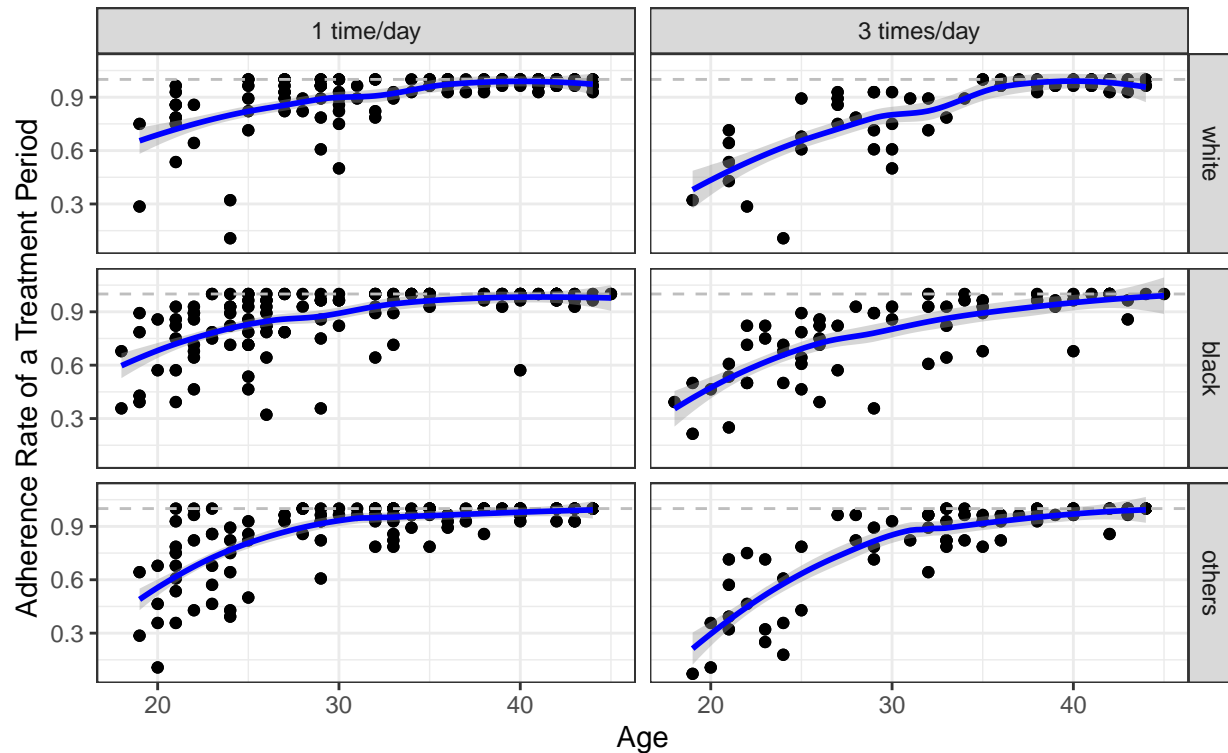 1 time/day
3 times/day
Adherence Rate of a Treatment Period
0.9
0.6
0.3
white
0.9
0.6
0.3
black
0.9
0.6
0.3
others
20
30
40
20
30
40
Age